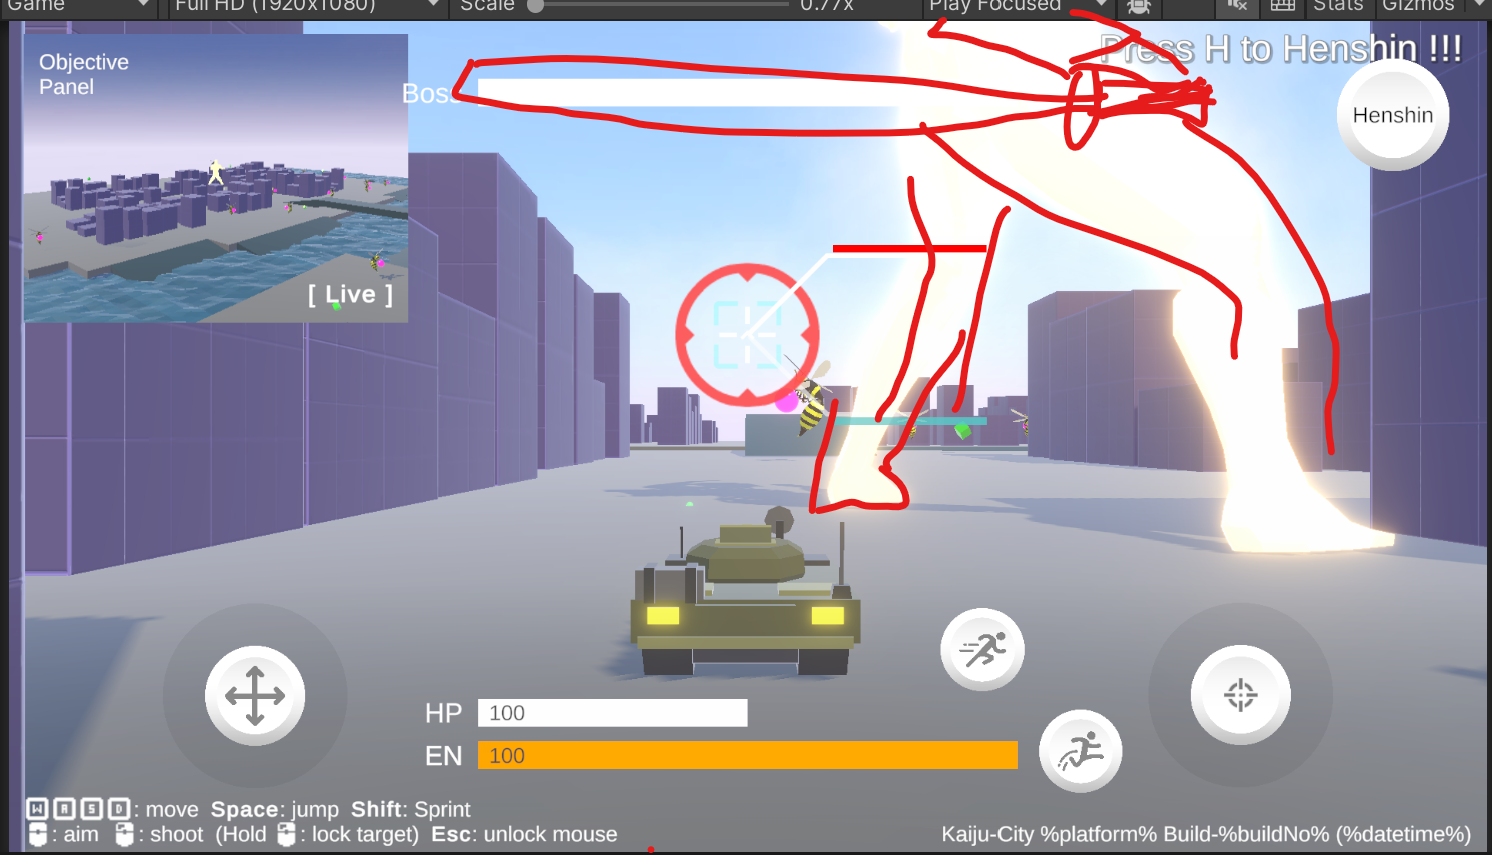 Game
Full HD (1920x1080)
Scale
0.77x
Play Focused
Stats
Gizmos
Objective
Panel
[ Live ]
Boss
Press H to Henshin !!!
Henshin
HP 100
EN 100
W A S D : move Space: jump Shift: Sprint
: aim : shoot (Hold : lock target) Esc: unlock mouse
Kaiju-City %platform% Build-%buildNo% (%datetime%)